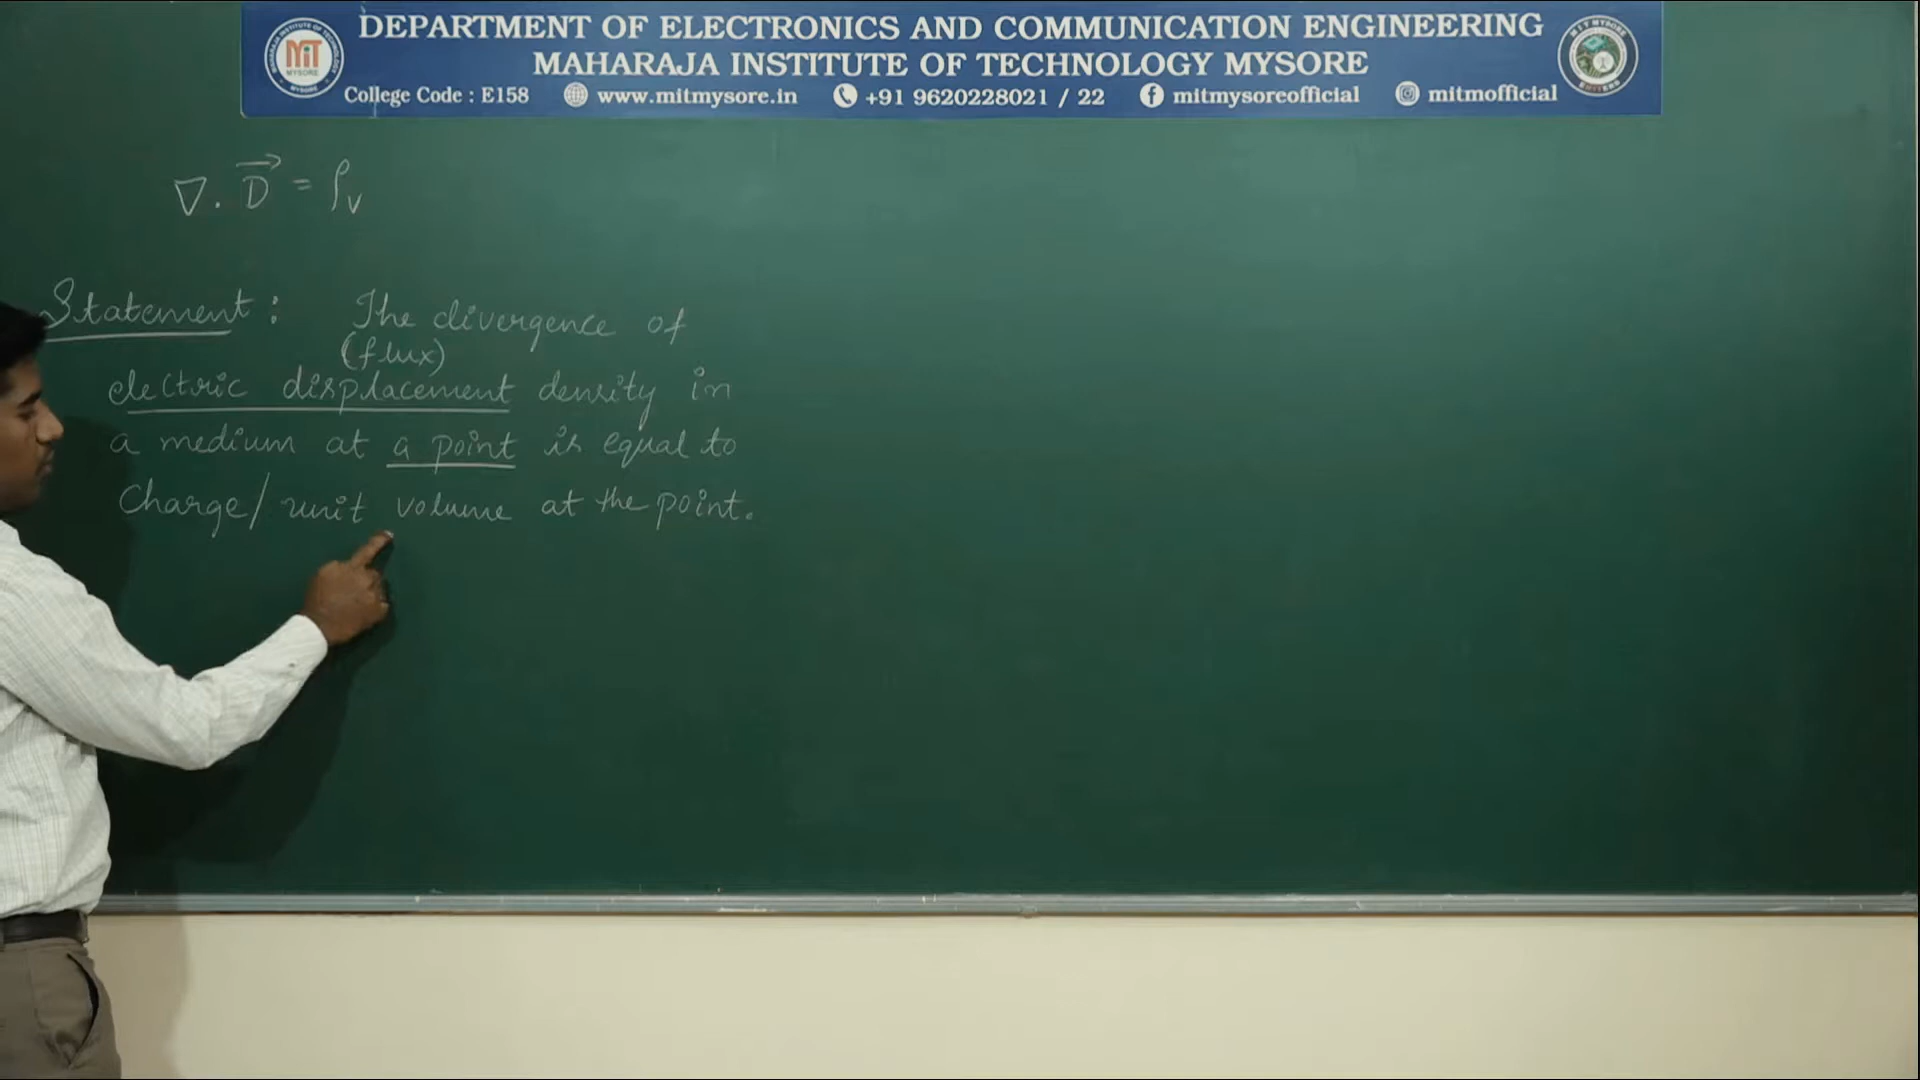 DEPARTMENT OF ELECTRONICS AND COMMUNICATION ENGINEERING
MAHARAJA INSTITUTE OF TECHNOLOGY MYSORE
College Code : E158 www.mitmysore.in +91 9620228021 / 22 mitmysoreofficial mitmofficial
MIT
MYSORE
∇ . D⃗ = ρv
Statement : The divergence of
(flux)
electric displacement density in
a medium at a point is equal to
Charge/ unit volume at the point.